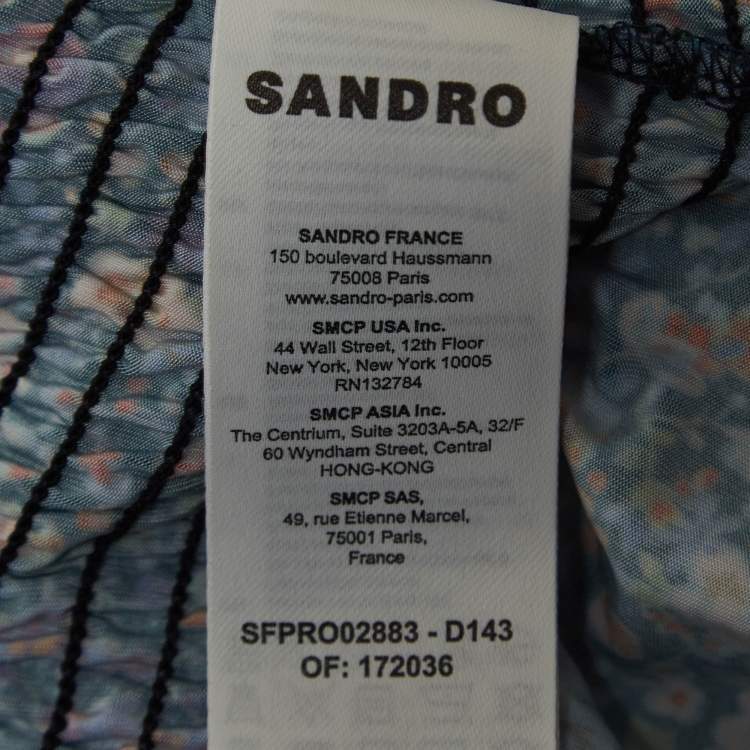 SANDRO
SANDRO FRANCE
150 boulevard Haussmann
75008 Paris
www.sandro-paris.com
SMCP USA Inc.
44 Wall Street, 12th Floor
New York, New York 10005
RN132784
SMCP ASIA Inc.
The Centrium, Suite 3203A-5A, 32/F
60 Wyndham Street, Central
HONG-KONG
SMCP SAS,
49, rue Etienne Marcel,
75001 Paris,
France
SFPRO02883 - D143
OF: 172036